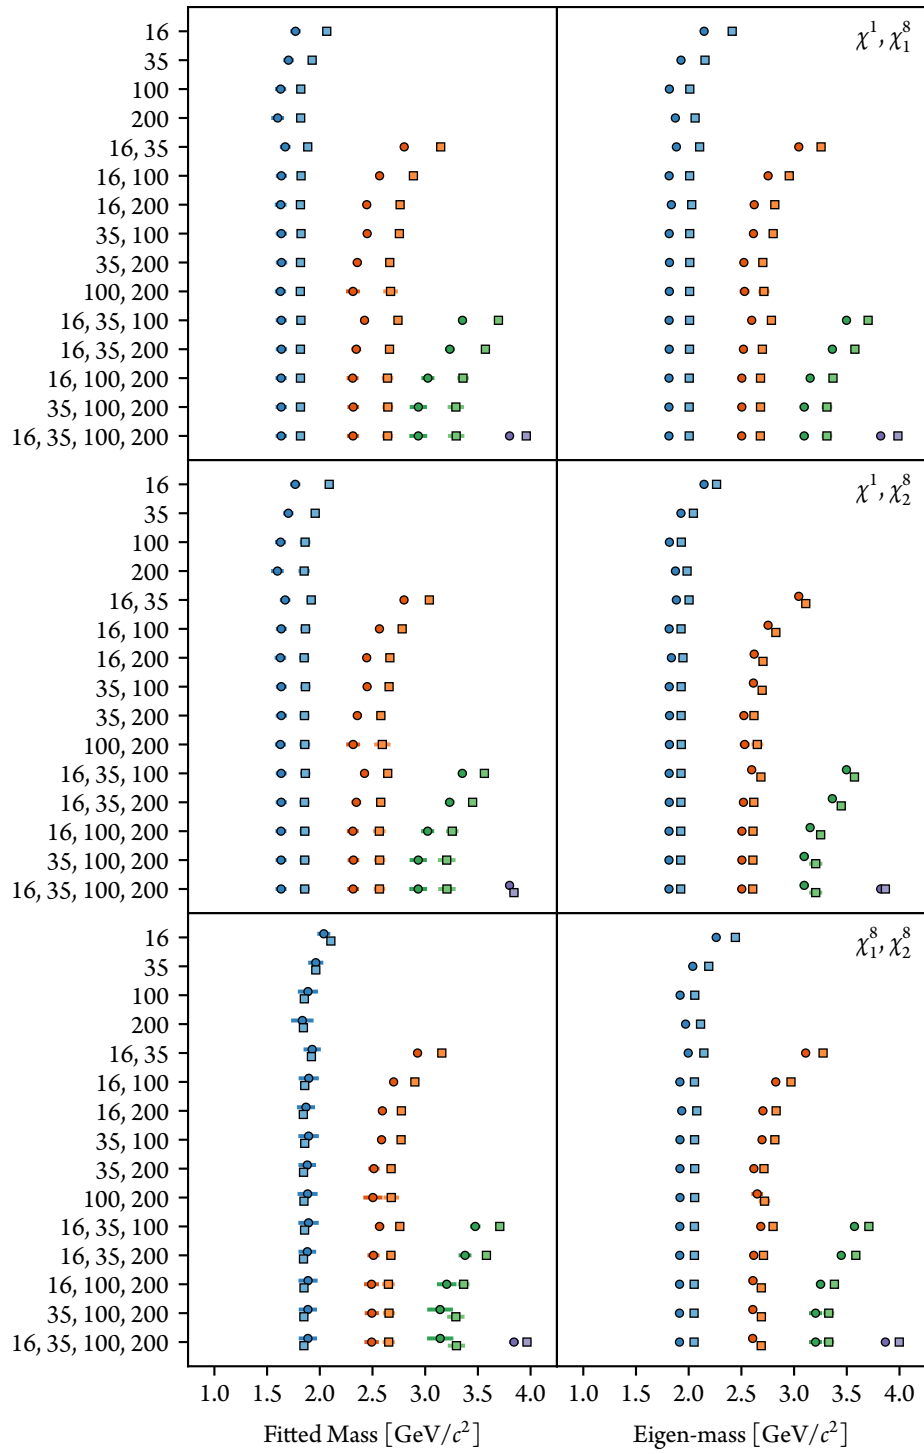 χ¹, χ₁⁸
16
35
100
200
16, 35
16, 100
16, 200
35, 100
35, 200
100, 200
16, 35, 100
16, 35, 200
16, 100, 200
35, 100, 200
16, 35, 100, 200
χ¹, χ₂⁸
16
35
100
200
16, 35
16, 100
16, 200
35, 100
35, 200
100, 200
16, 35, 100
16, 35, 200
16, 100, 200
35, 100, 200
16, 35, 100, 200
χ₁⁸, χ₂⁸
16
35
100
200
16, 35
16, 100
16, 200
35, 100
35, 200
100, 200
16, 35, 100
16, 35, 200
16, 100, 200
35, 100, 200
16, 35, 100, 200
1.0 1.5 2.0 2.5 3.0 3.5 4.0 1.0 1.5 2.0 2.5 3.0 3.5 4.0
Fitted Mass [GeV/c²] Eigen-mass [GeV/c²]